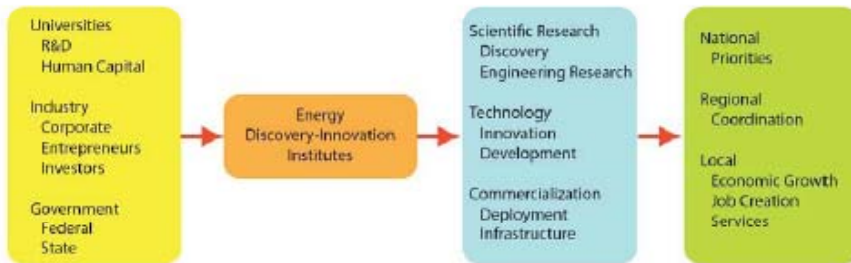 Universities
R&D
Human Capital
Industry
Corporate
Entrepreneurs
Investors
Government
Federal
State
Energy
Discovery-Innovation
Institutes
Scientific Research
Discovery
Engineering Research
Technology
Innovation
Development
Commercialization
Deployment
Infrastructure
National
Priorities
Regional
Coordination
Local
Economic Growth
Job Creation
Services